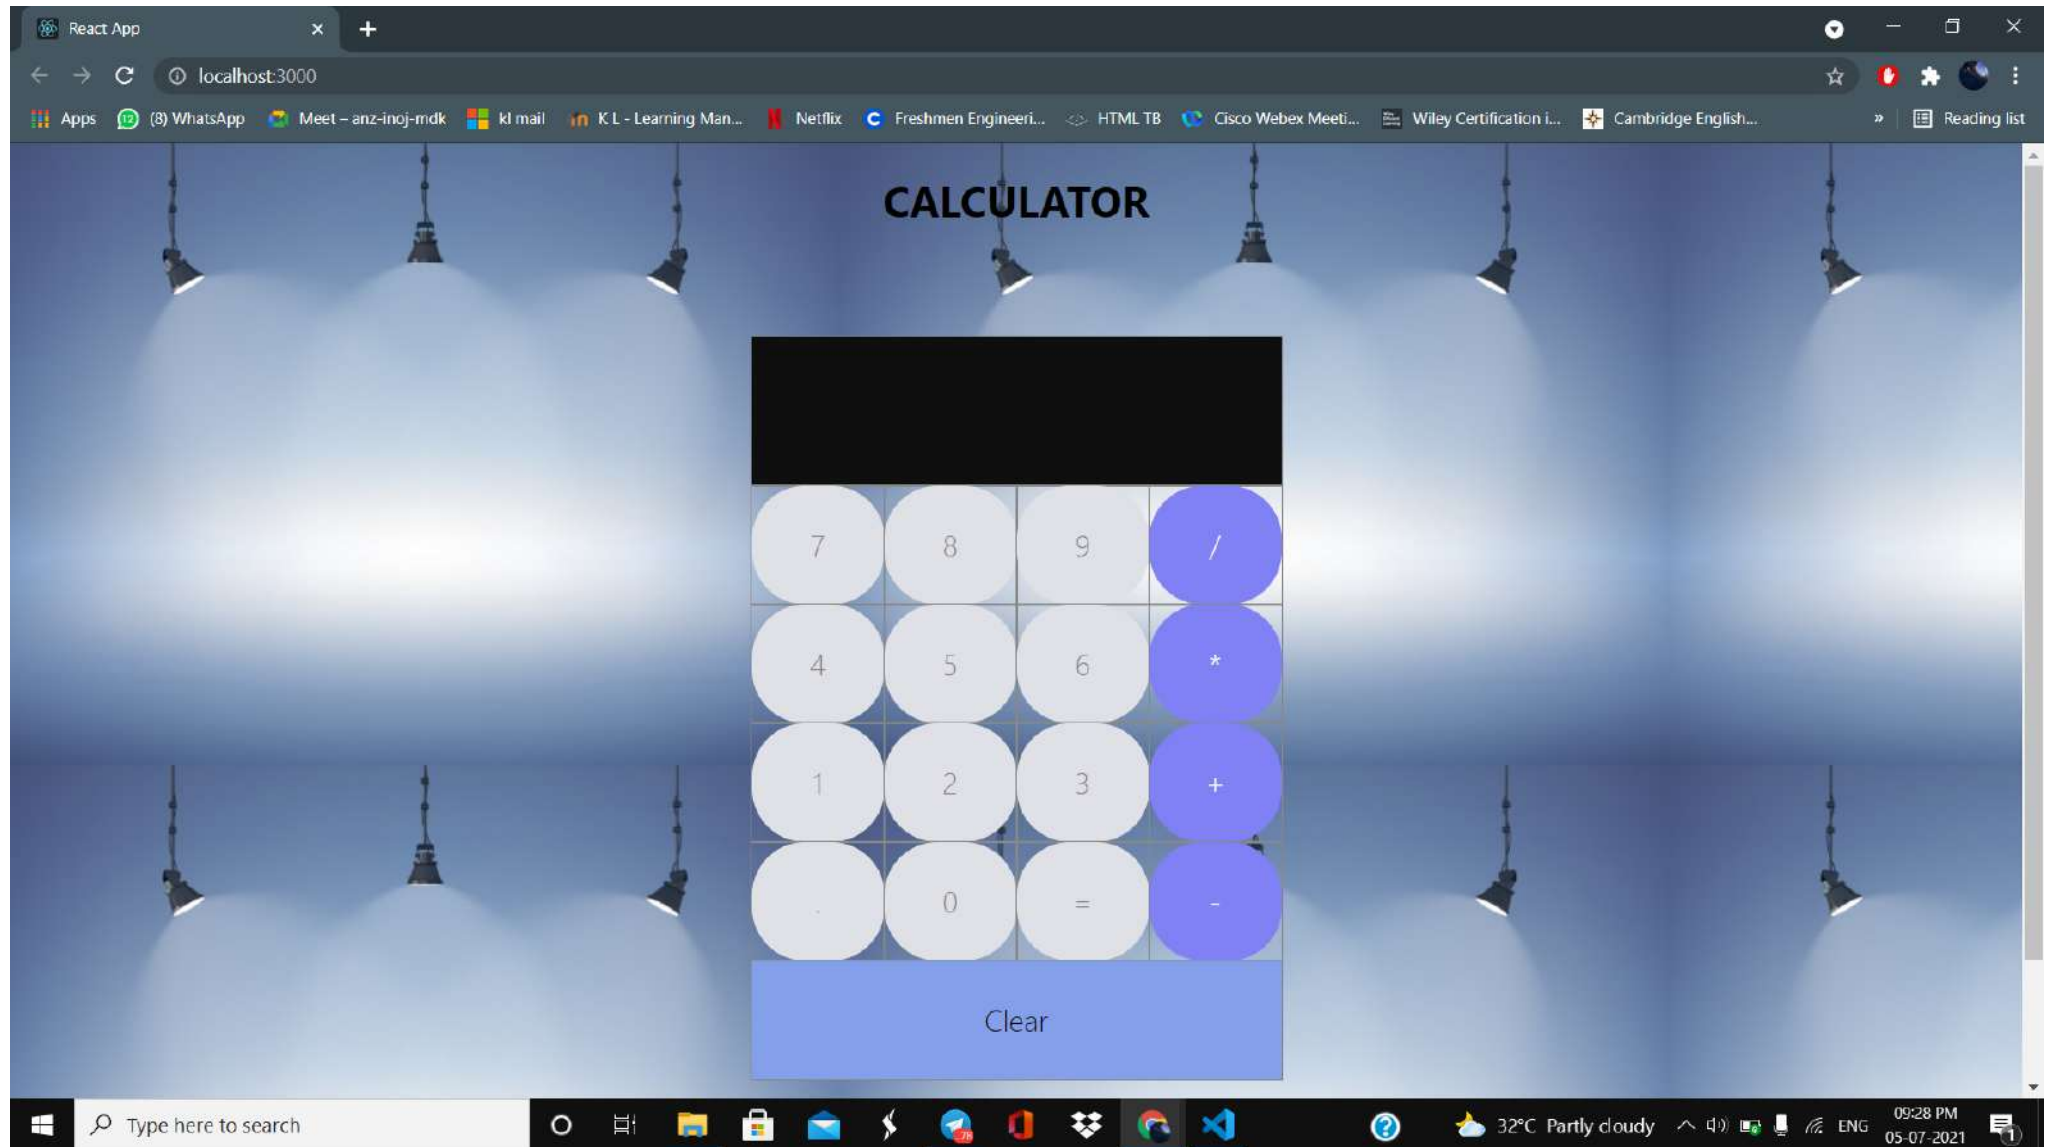 React App
localhost:3000
Apps (8) WhatsApp Meet – anz-inoj-mdk kl mail K L - Learning Man... Netflix Freshmen Engineeri... HTML TB Cisco Webex Meeti... Wiley Certification i... Cambridge English... » Reading list
CALCULATOR
7 8 9 /
4 5 6 *
1 2 3 +
. 0 = -
Clear
Type here to search 32°C Partly cloudy ENG 09:28 PM
05-07-2021